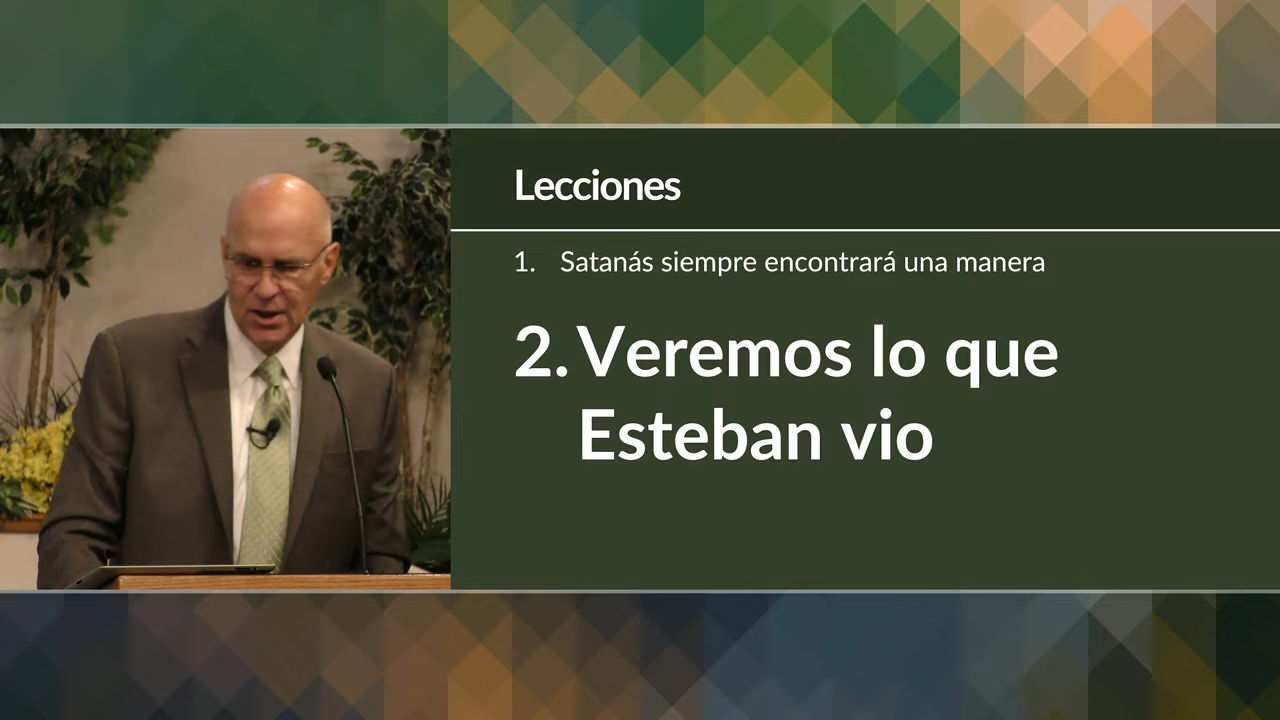 Lecciones
1. Satanás siempre encontrará una manera
2. Veremos lo que
Esteban vio